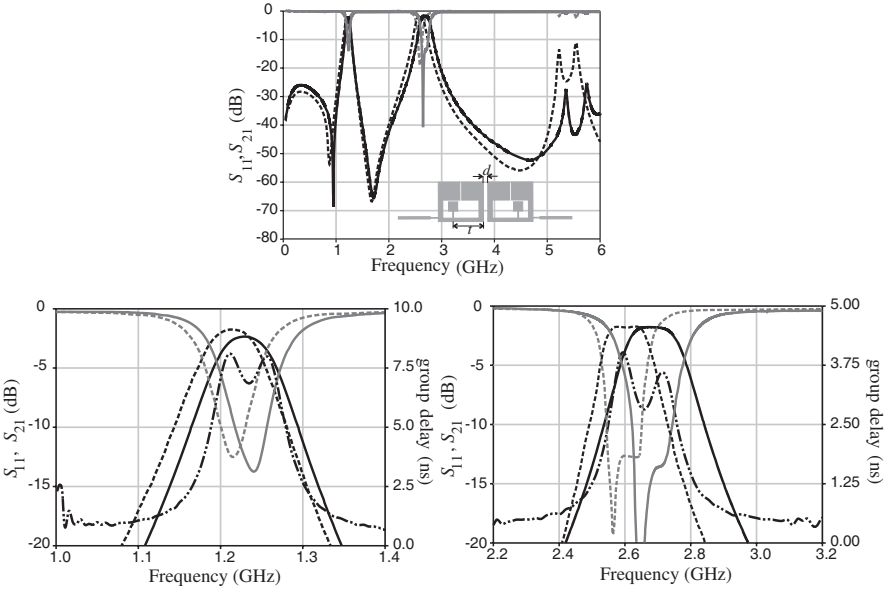 0
-10
-20
-30
-40
-50
-60
-70
-80
S11, S21 (dB)
d
t
0 1 2 3 4 5 6
Frequency (GHz)
0
-5
-10
-15
-20
S11, S21 (dB)
10.0
7.5
5.0
2.5
0.0
group delay (ns)
1.0 1.1 1.2 1.3 1.4
Frequency (GHz)
0
-5
-10
-15
-20
S11, S21 (dB)
5.00
3.75
2.50
1.25
0.00
group delay (ns)
2.2 2.4 2.6 2.8 3.0 3.2
Frequency (GHz)